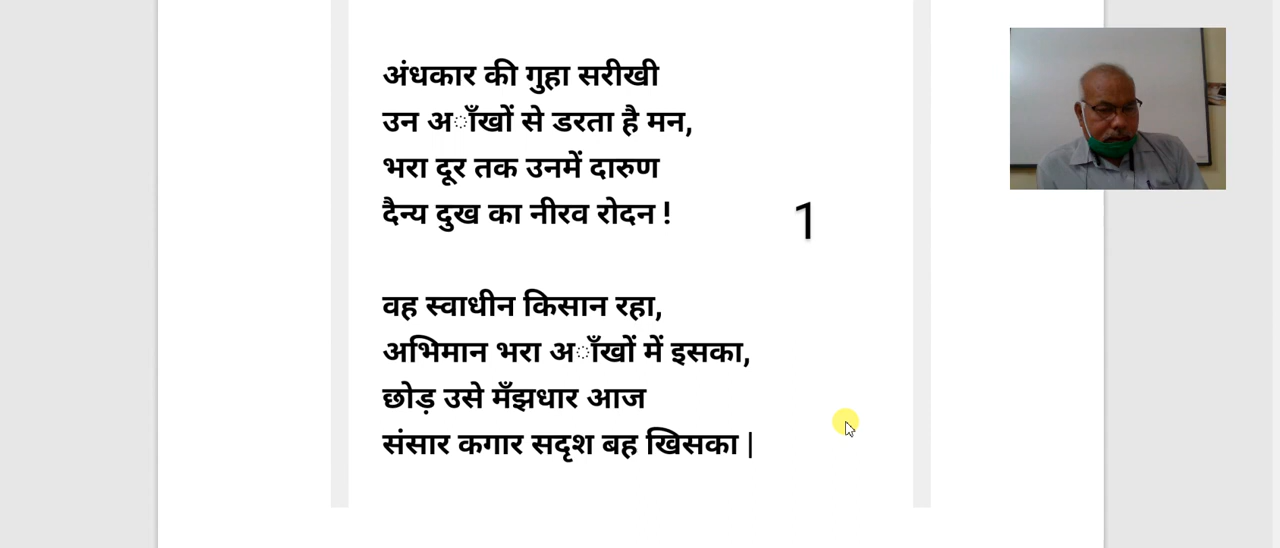 अंधकार की गुहा सरीखी
उन अाँखों से डरता है मन,
भरा दूर तक उनमें दारुण
दैन्य दुख का नीरव रोदन !
1
वह स्वाधीन किसान रहा,
अभिमान भरा अाँखों में इसका,
छोड़ उसे मँझधार आज
संसार कगार सदृश बह खिसका |